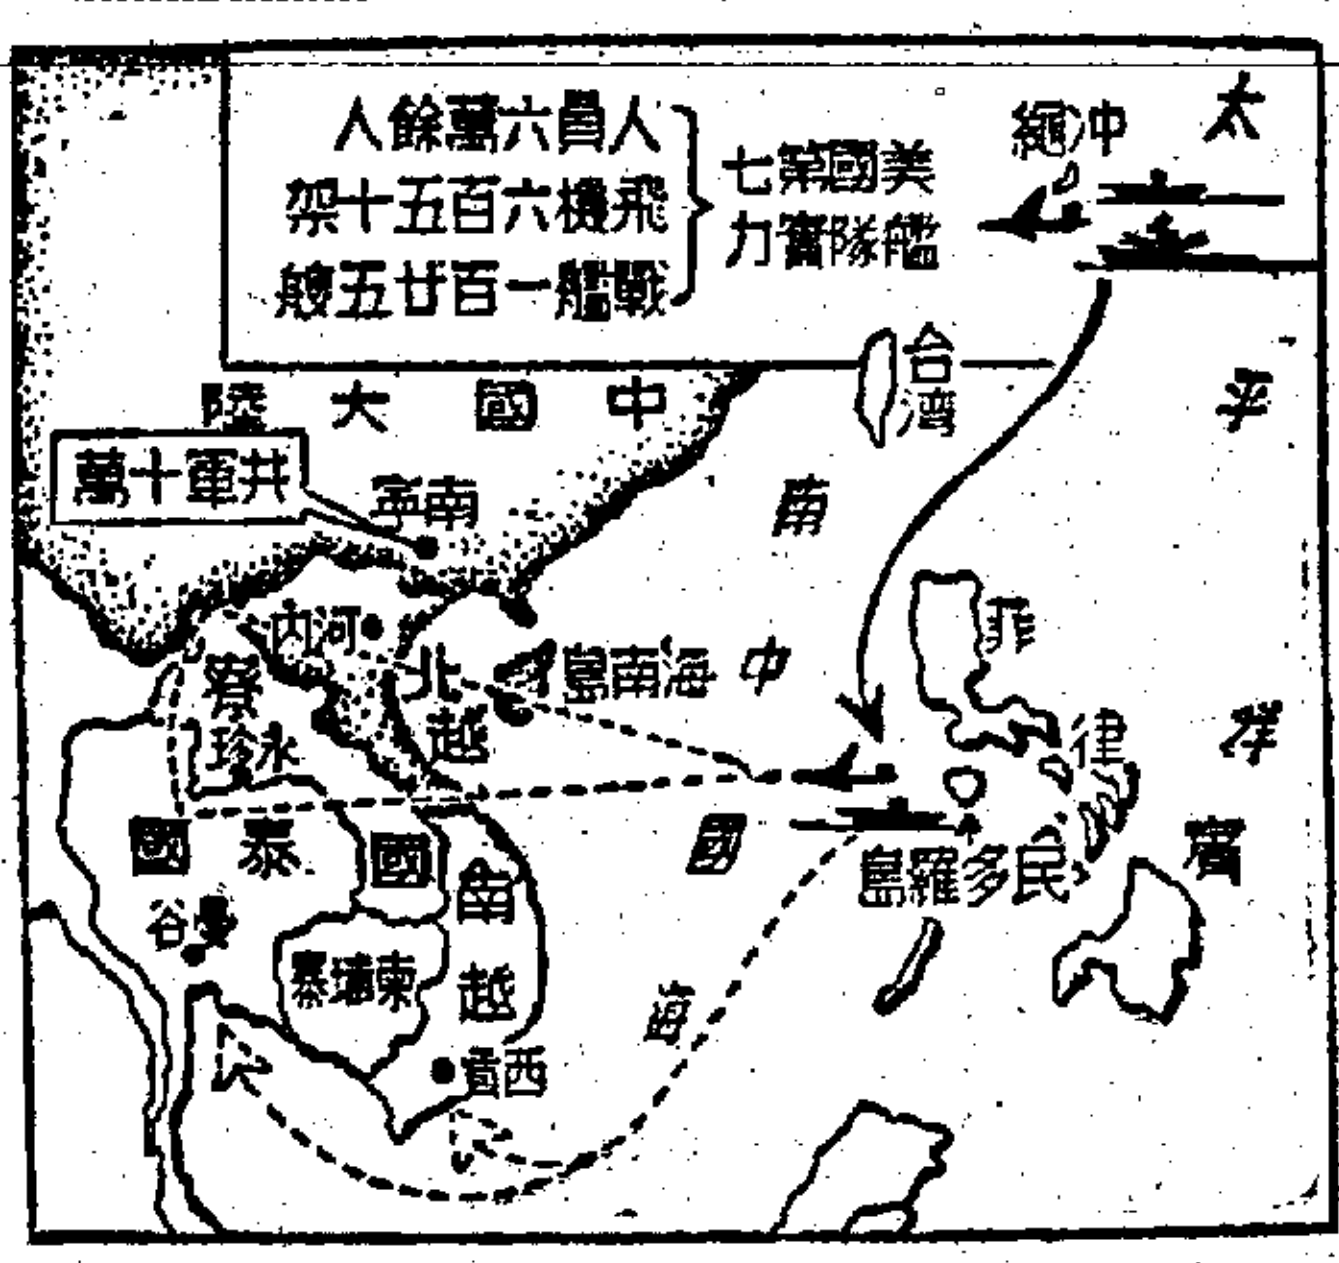 太平洋
沖繩
美國第七
艦隊實力
人員六萬餘人
飛機六百五十架
戰艦一百廿五艘
台湾
中國大陸
共軍十萬
南寧
河內
北越
海南島
南中國海
寮國
永珍
泰國
曼谷
柬埔寨
南越
西貢
菲律賓
民多羅島